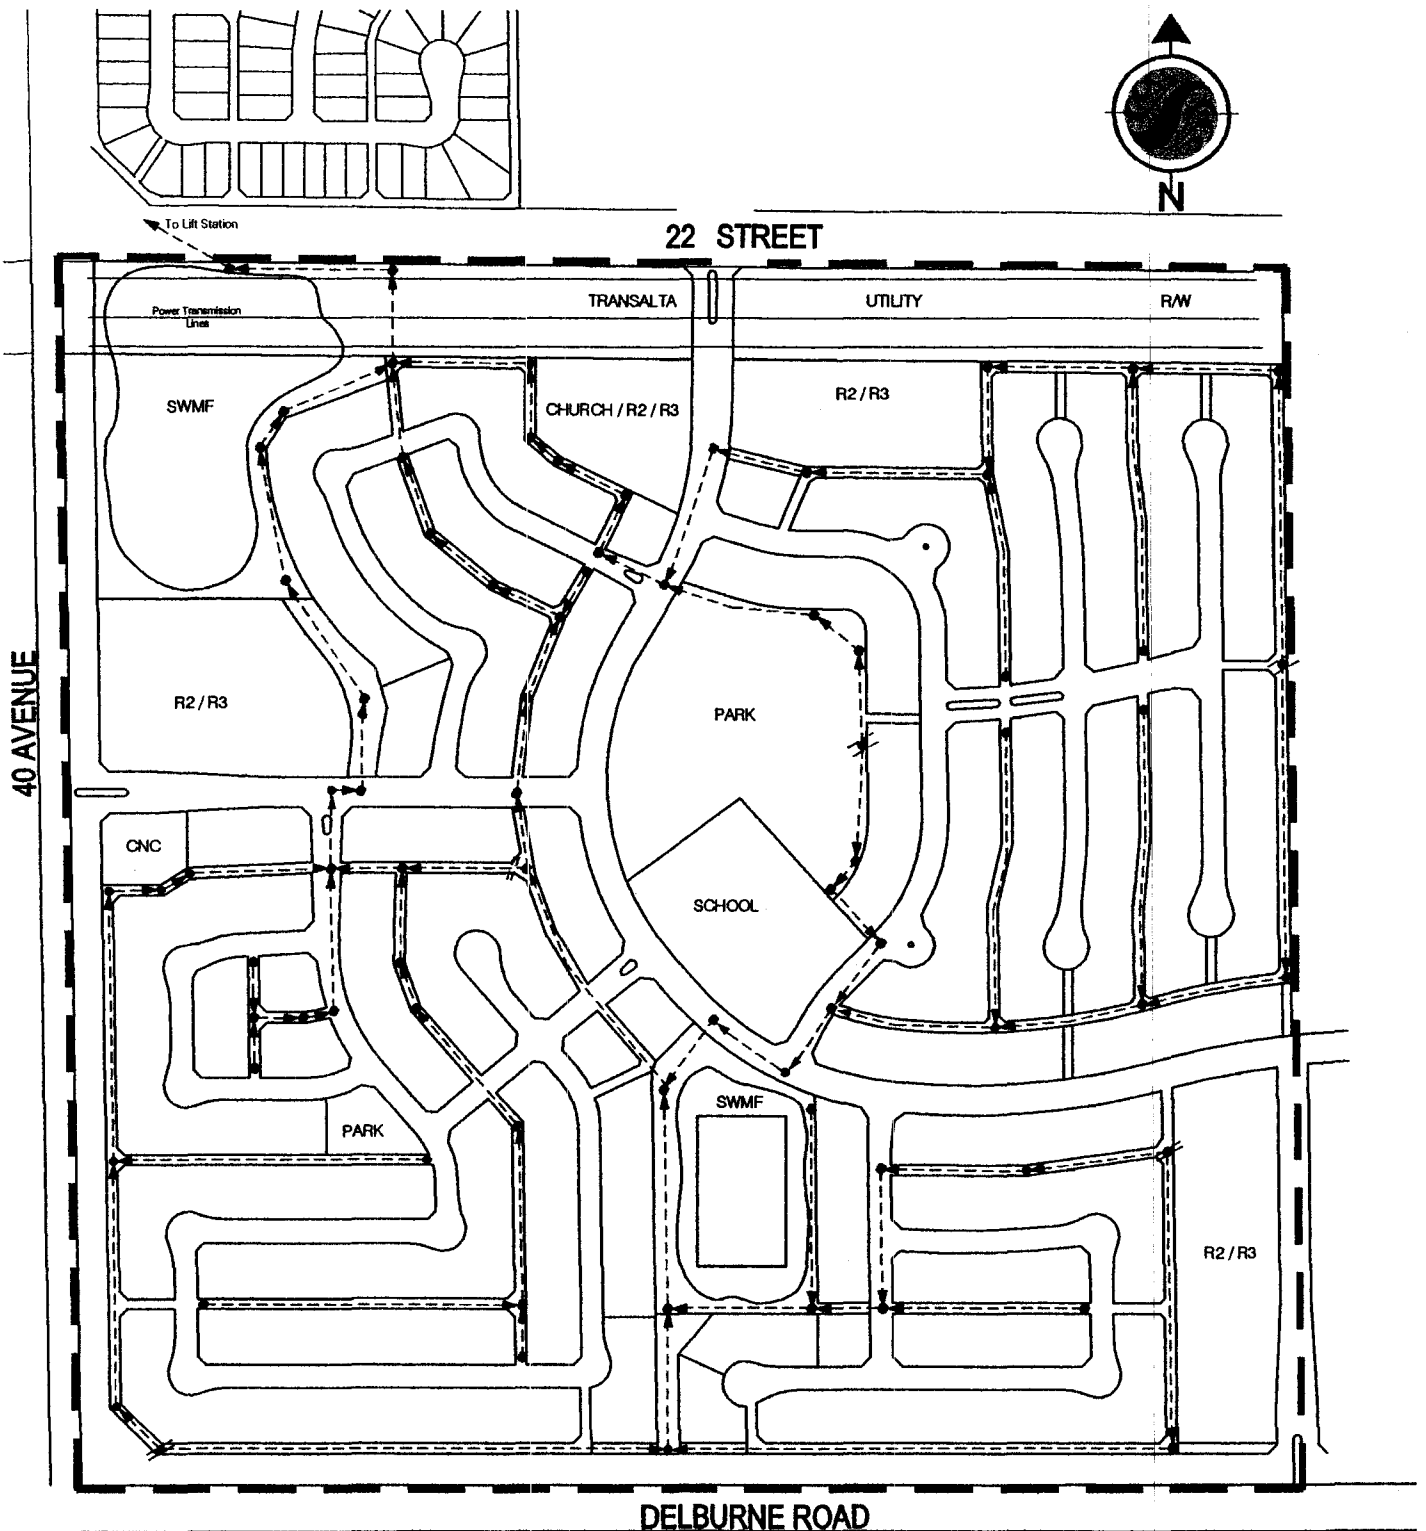 N
To Lift Station
22 STREET
Power Transmission
Lines
TRANSALTA UTILITY R/W
R2 / R3
SWMF
CHURCH / R2 / R3
40 AVENUE
R2 / R3
PARK
CNC
SCHOOL
SWMF
PARK
R2 / R3
DELBURNE ROAD